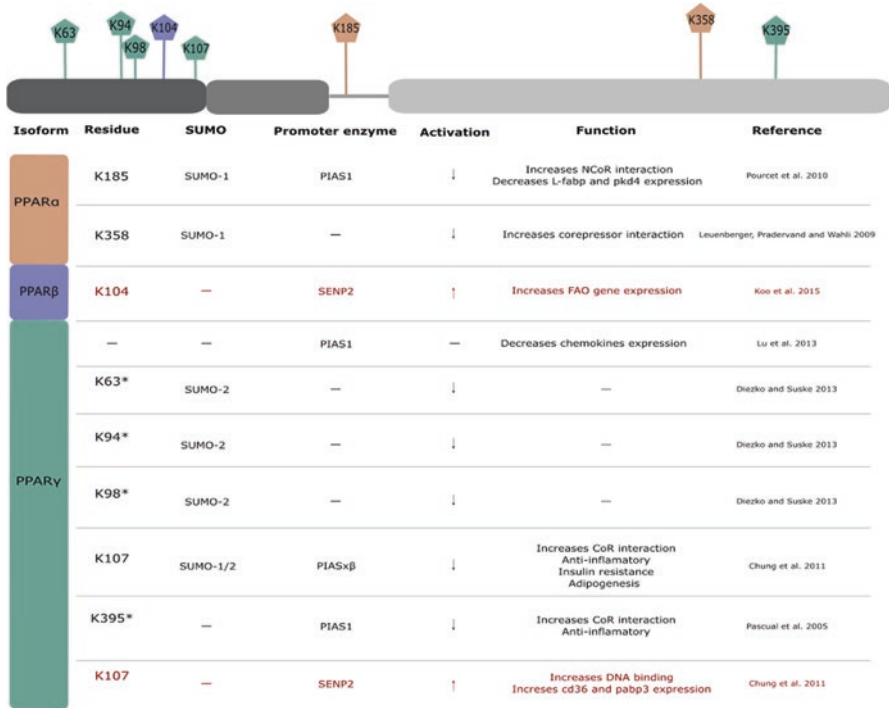 K63
K94
K98
K104
K107
K185
K358
K395
Isoform Residue SUMO Promoter enzyme Activation Function Reference
PPARα
K185 SUMO-1 PIAS1 ↓ Increases NCoR interaction
Decreases L-fabp and pkd4 expression Pourcet et al. 2010
K358 SUMO-1 — ↓ Increases corepressor interaction Leuenberger, Pradervand and Wahli 2009
PPARβ K104 — SENP2 ↑ Increases FAO gene expression Koo et al. 2015
PPARγ
— — PIAS1 — Decreases chemokines expression Lu et al. 2013
K63* SUMO-2 — ↓ — Diezko and Suske 2013
K94* SUMO-2 — ↓ — Diezko and Suske 2013
K98* SUMO-2 — ↓ — Diezko and Suske 2013
K107 SUMO-1/2 PIASxβ ↓ Increases CoR interaction
Anti-inflamatory
Insulin resistance
Adipogenesis Chung et al. 2011
K395* — PIAS1 ↓ Increases CoR interaction
Anti-inflamatory Pascual et al. 2005
K107 — SENP2 ↑ Increases DNA binding
Increses cd36 and pabp3 expression Chung et al. 2011